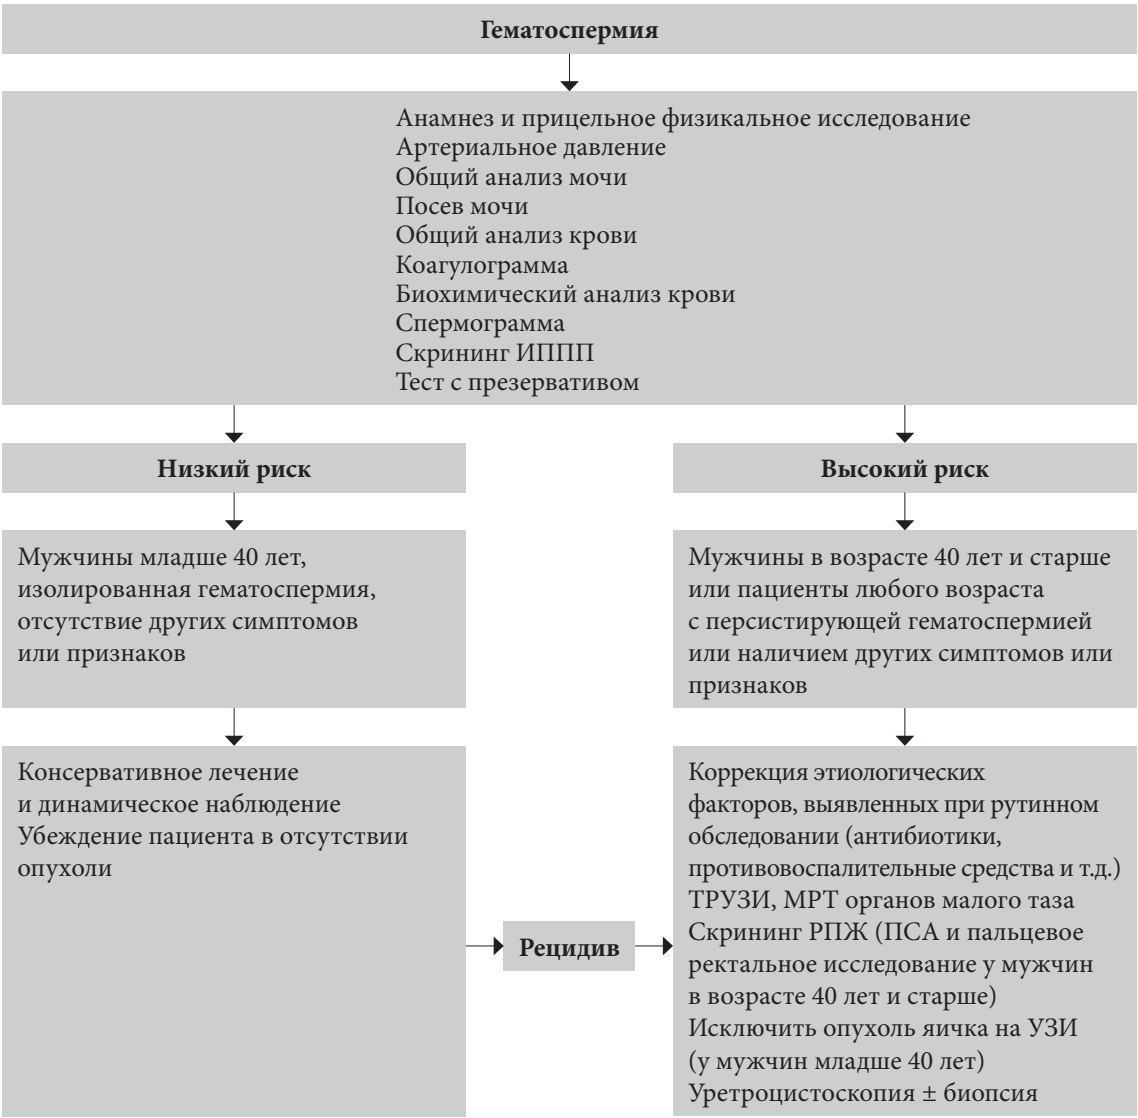 Гематоспермия
Анамнез и прицельное физикальное исследование
Артериальное давление
Общий анализ мочи
Посев мочи
Общий анализ крови
Коагулограмма
Биохимический анализ крови
Спермограмма
Скрининг ИППП
Тест с презервативом
Низкий риск
Мужчины младше 40 лет,
изолированная гематоспермия,
отсутствие других симптомов
или признаков
Консервативное лечение
и динамическое наблюдение
Убеждение пациента в отсутствии
опухоли
Рецидив
Высокий риск
Мужчины в возрасте 40 лет и старше
или пациенты любого возраста
с персистирующей гематоспермией
или наличием других симптомов или
признаков
Коррекция этиологических
факторов, выявленных при рутинном
обследовании (антибиотики,
противовоспалительные средства и т.д.)
ТРУЗИ, МРТ органов малого таза
Скрининг РПЖ (ПСА и пальцевое
ректальное исследование у мужчин
в возрасте 40 лет и старше)
Исключить опухоль яичка на УЗИ
(у мужчин младше 40 лет)
Уретроцистоскопия ± биопсия